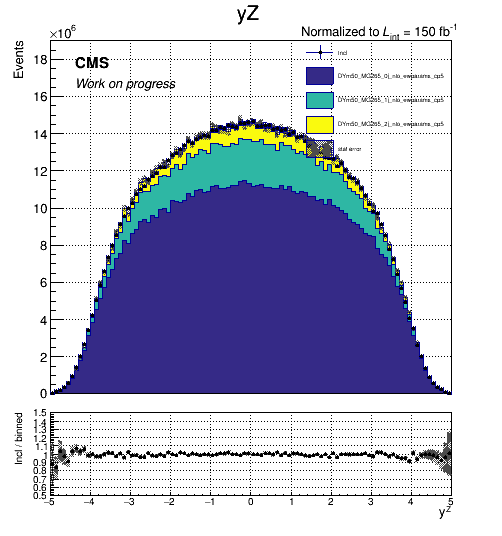 yZ
Normalized to L_int = 150 fb⁻¹
×10⁶
Events
CMS
Work on progress
Incl
DYm50_MG265_0j_nlo_ewparams_cp5
DYm50_MG265_1j_nlo_ewparams_cp5
DYm50_MG265_2j_nlo_ewparams_cp5
stat error
18
16
14
12
10
8
6
4
2
0
Incl / binned
1.5
1.4
1.3
1.2
1.1
1
0.9
0.8
0.7
0.6
0.5
−5 −4 −3 −2 −1 0 1 2 3 4 5
yZ